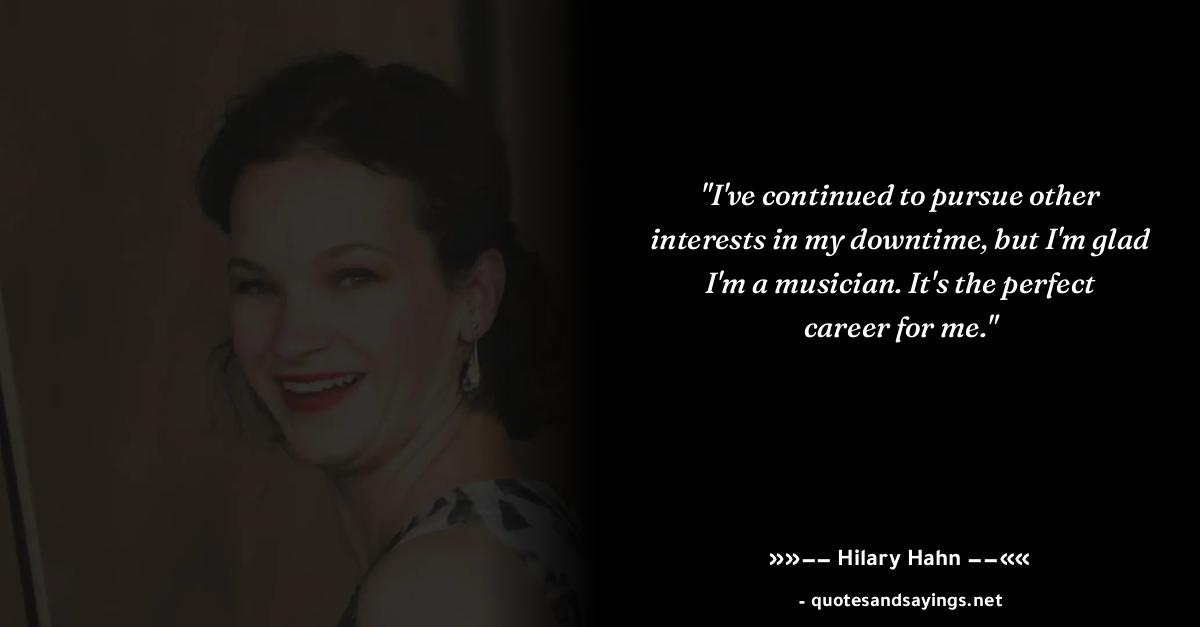 "I've continued to pursue other
interests in my downtime, but I'm glad
I'm a musician. It's the perfect
career for me."
»»−− Hilary Hahn −−««
- quotesandsayings.net